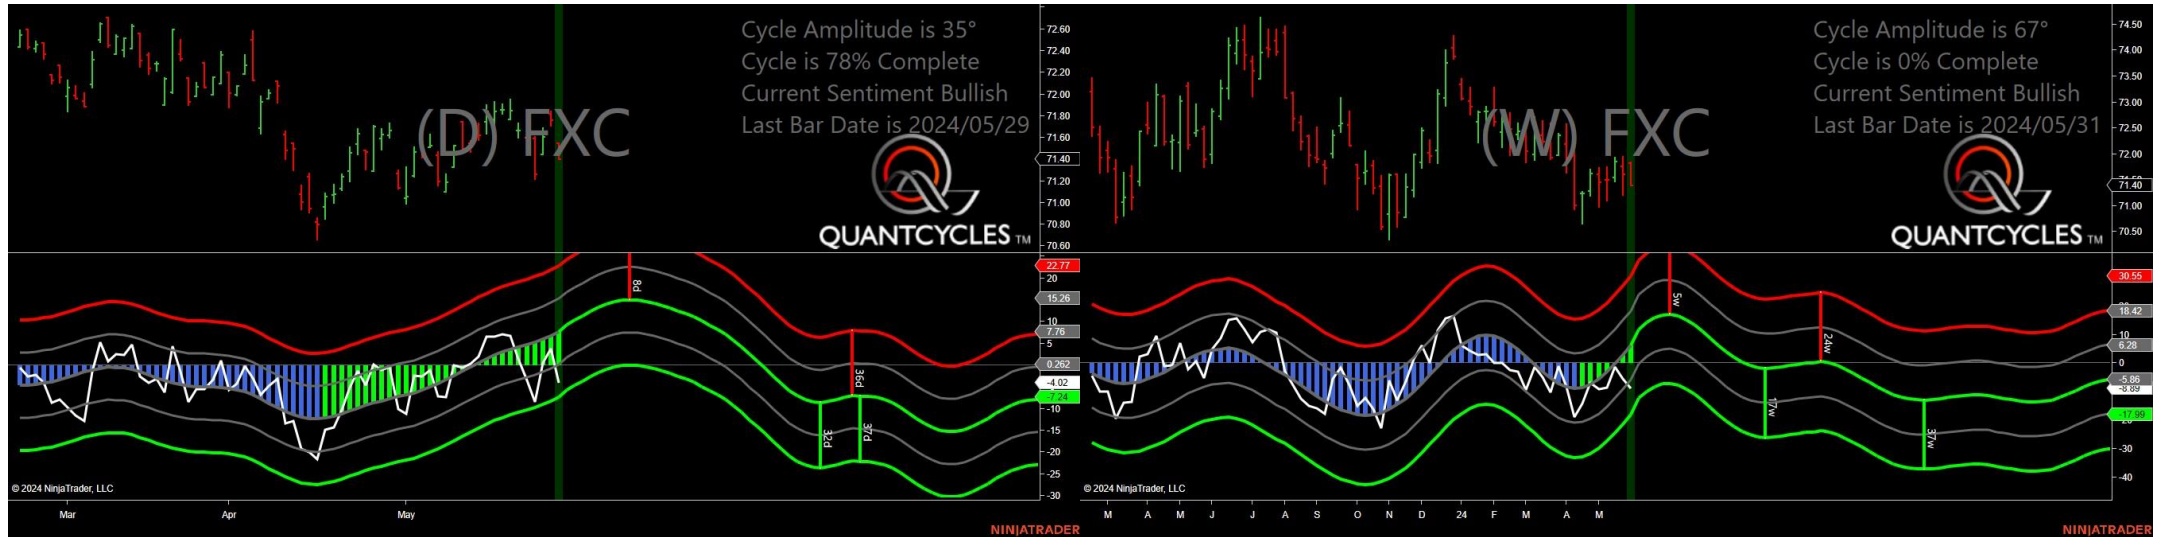 Cycle Amplitude is 35°
Cycle is 78% Complete
Current Sentiment Bullish
Last Bar Date is 2024/05/29
(D) FXC
QUANTCYCLES TM
72.60
72.40
72.20
72.00
71.80
71.60
71.40
71.20
71.00
70.80
70.60
22.77
20
15.26
10
7.76
5
0.262
-4.02
-7.24
-10
-15
-20
-25
-30
8d
32d
36d
37d
© 2024 NinjaTrader, LLC
Mar Apr May
NINJATRADER
Cycle Amplitude is 67°
Cycle is 0% Complete
Current Sentiment Bullish
Last Bar Date is 2024/05/31
(W) FXC
QUANTCYCLES TM
74.50
74.00
73.50
73.00
72.50
72.00
71.40
71.00
70.50
30.55
18.42
10
6.28
0
-5.86
-8.89
-17.99
-30
-40
5w
17w
24w
37w
© 2024 NinjaTrader, LLC
M A M J J A S O N D 24 F M A M
NINJATRADER